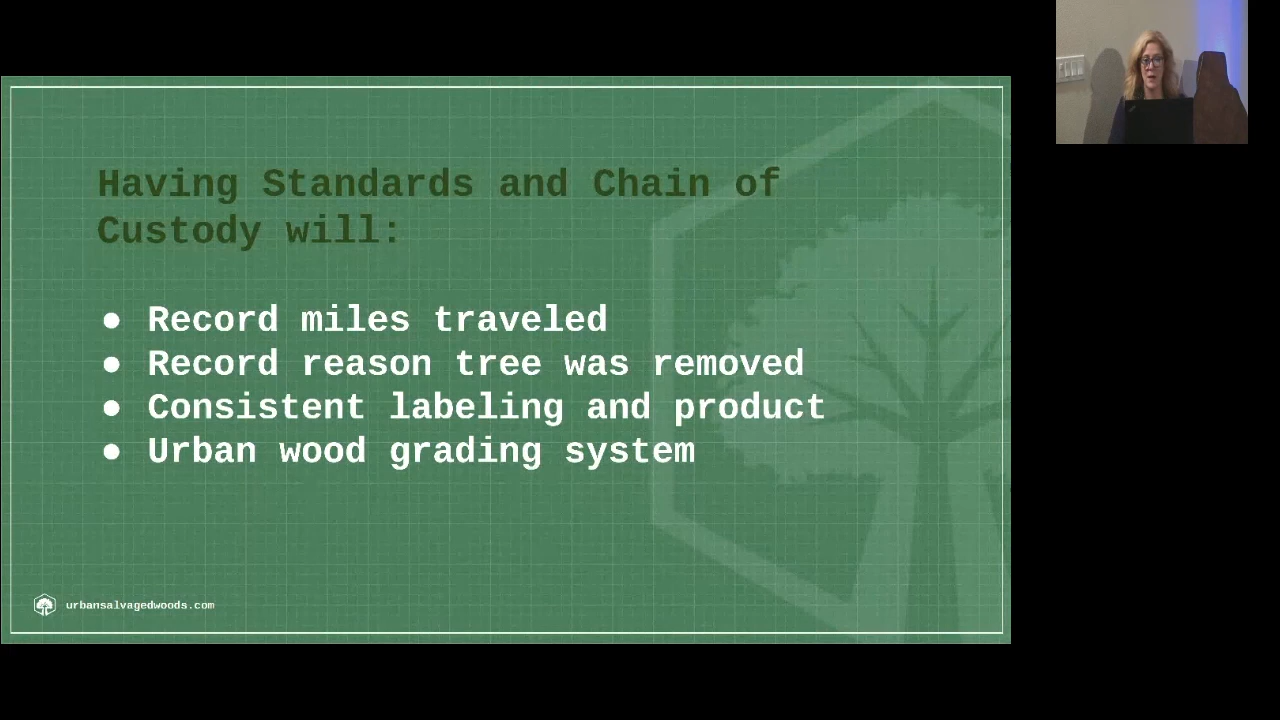 Having Standards and Chain of
Custody will:
● Record miles traveled
● Record reason tree was removed
● Consistent labeling and product
● Urban wood grading system
urbansalvagedwoods.com